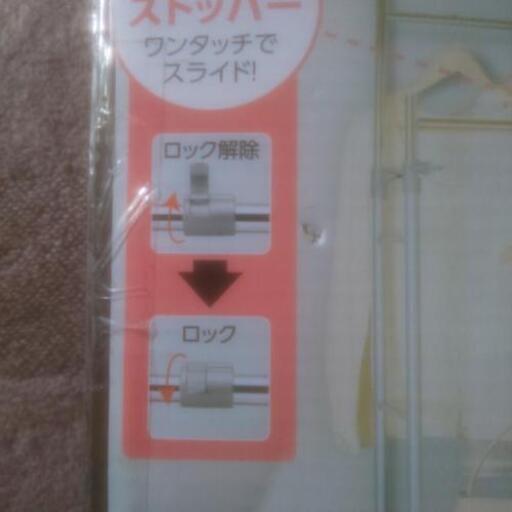 ストッパー
ワンタッチで
スライド!
ロック解除
ロック